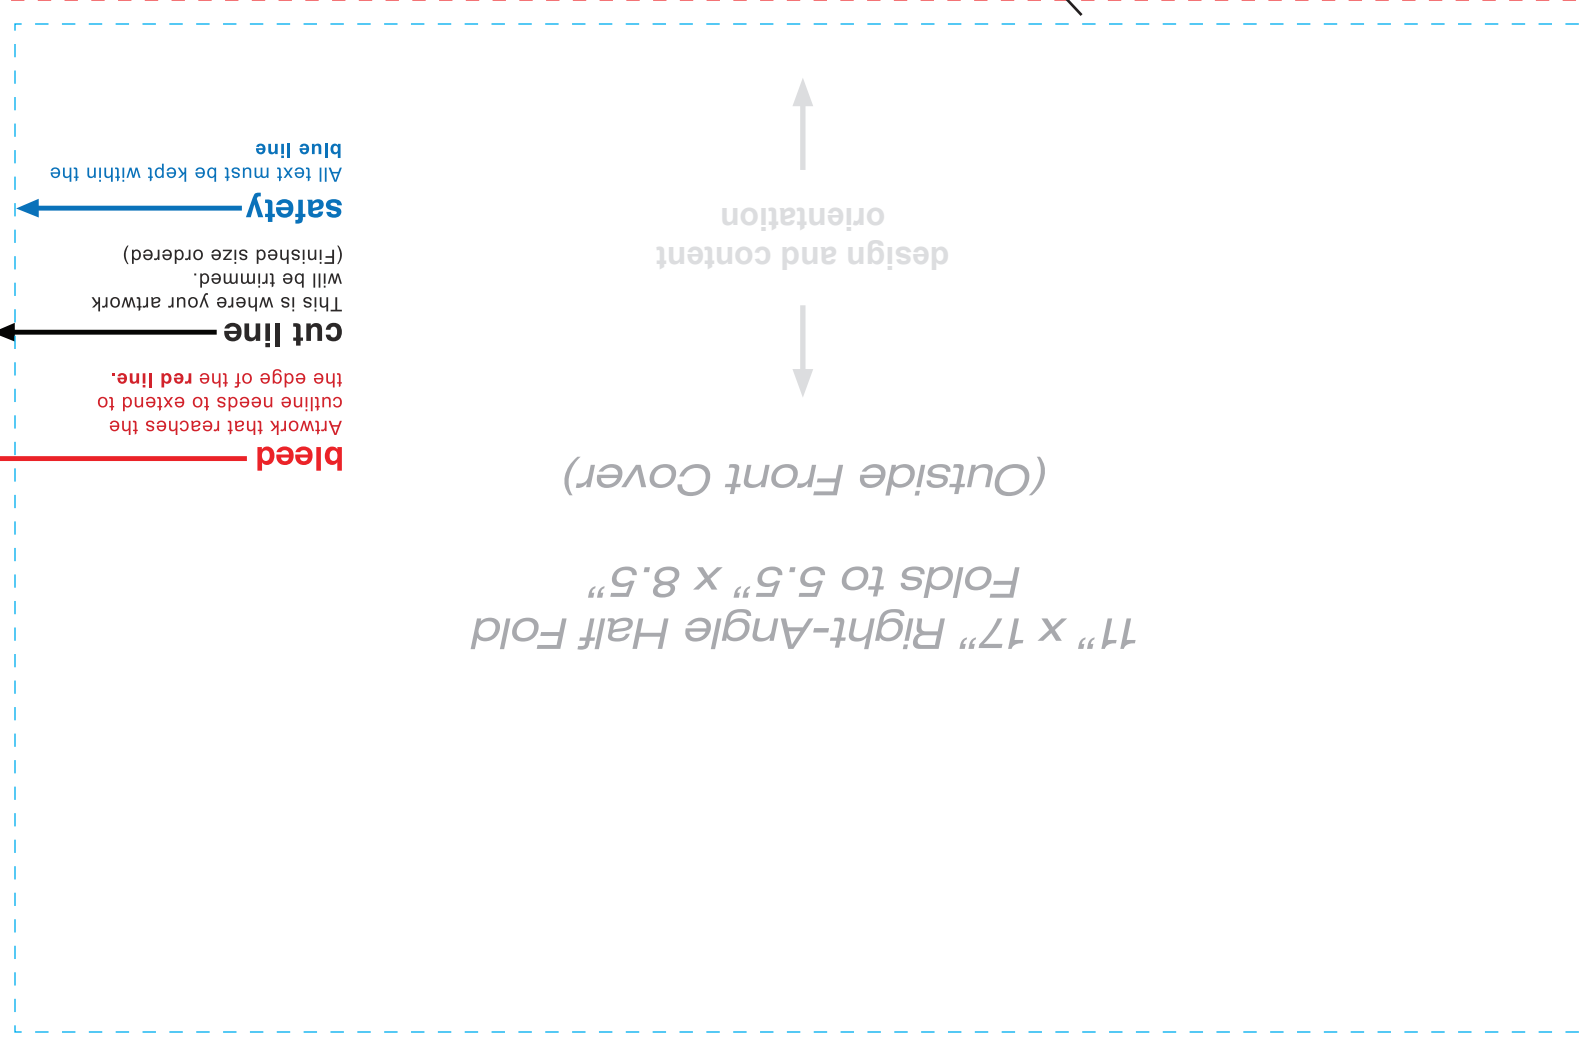 11” x 17” Right-Angle Half Fold
Folds to 5.5” x 8.5”
(Outside Front Cover)
design and content
orientation
bleed
Artwork that reaches the
cutline needs to extend to
the edge of the red line.
cut line
This is where your artwork
will be trimmed.
(Finished size ordered)
safety
All text must be kept within the
blue line